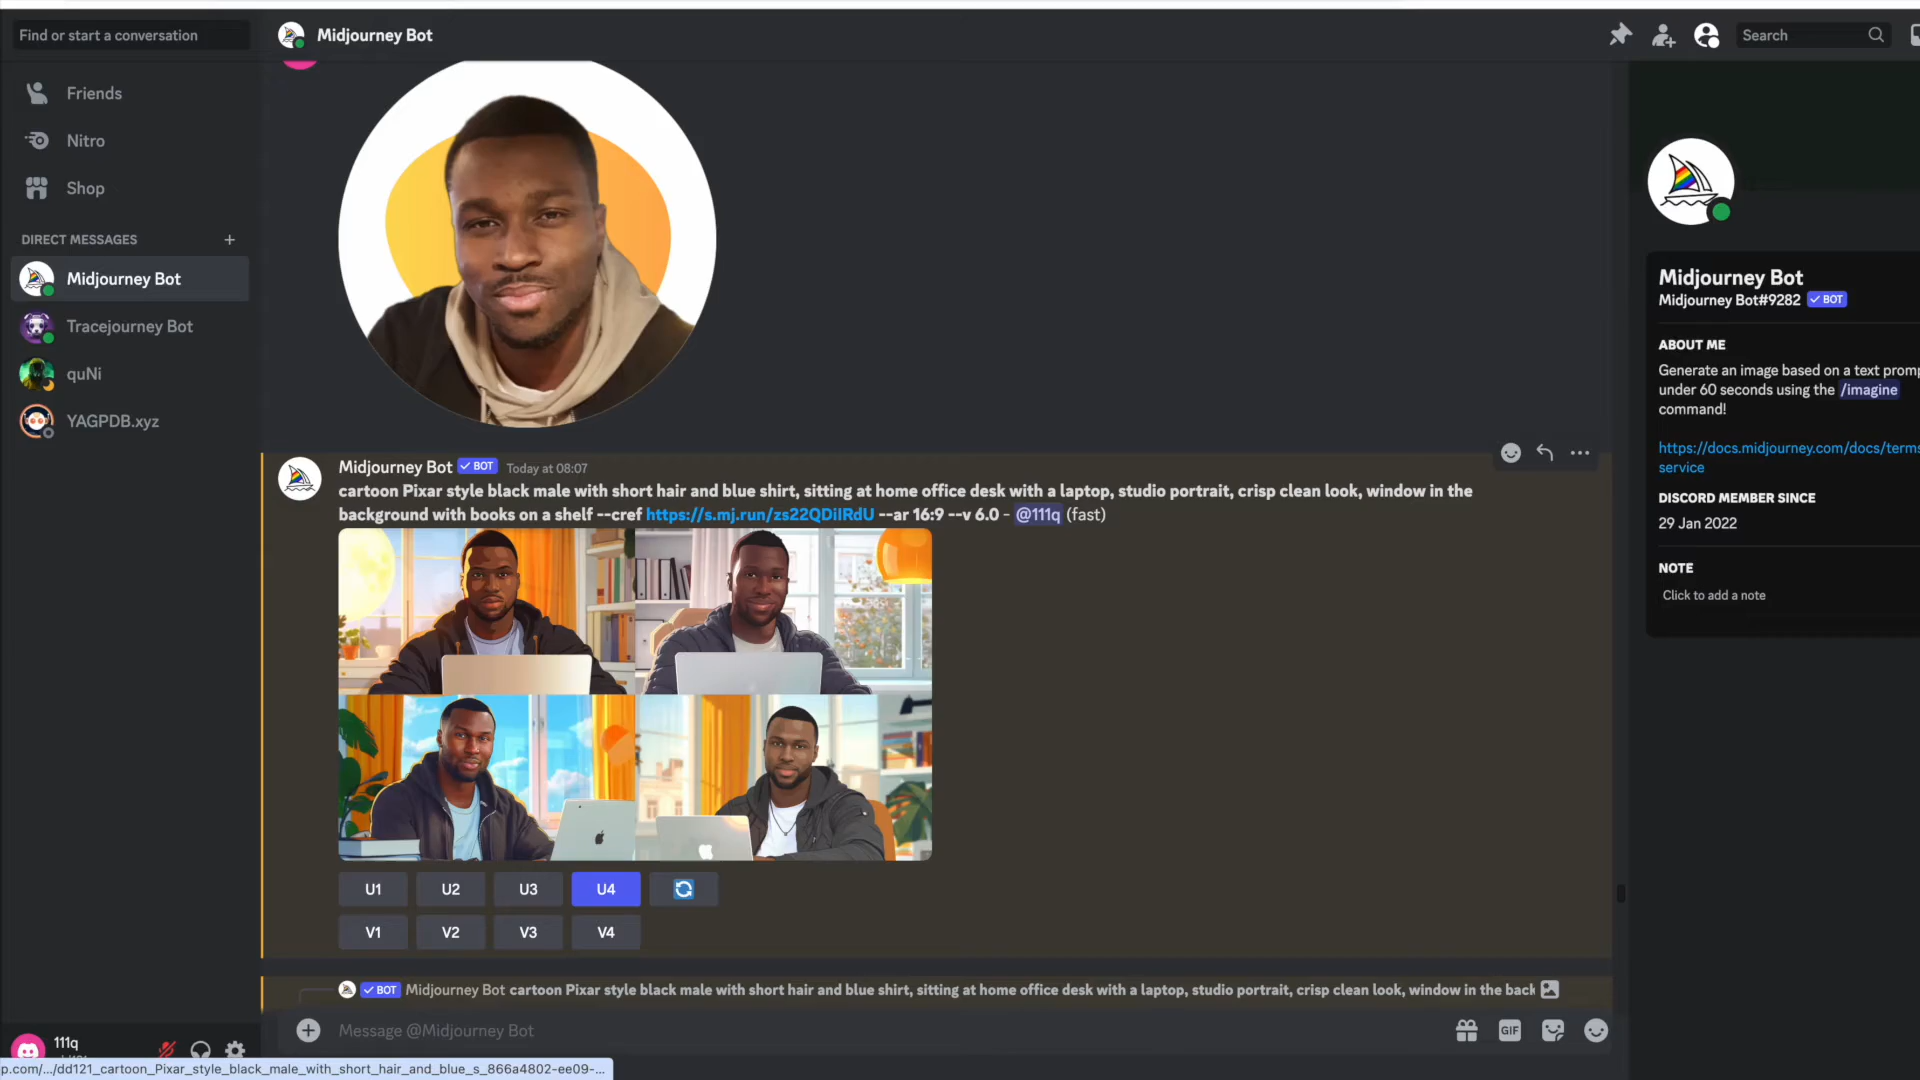 Find or start a conversation
Midjourney Bot
Search
Friends
Nitro
Shop
DIRECT MESSAGES
Midjourney Bot
Tracejourney Bot
quNi
YAGPDB.xyz
Midjourney Bot BOT Today at 08:07
cartoon Pixar style black male with short hair and blue shirt, sitting at home office desk with a laptop, studio portrait, crisp clean look, window in the
background with books on a shelf --cref https://s.mj.run/zs22QDiIRdU --ar 16:9 --v 6.0 - @111q (fast)
U1 U2 U3 U4
V1 V2 V3 V4
BOT Midjourney Bot cartoon Pixar style black male with short hair and blue shirt, sitting at home office desk with a laptop, studio portrait, crisp clean look, window in the back
Message @Midjourney Bot
GIF
111q
p.com/.../dd121_cartoon_Pixar_style_black_male_with_short_hair_and_blue_s_866a4802-ee09-...
Midjourney Bot
Midjourney Bot#9282 BOT
ABOUT ME
Generate an image based on a text promp
under 60 seconds using the /imagine
command!
https://docs.midjourney.com/docs/terms
service
DISCORD MEMBER SINCE
29 Jan 2022
NOTE
Click to add a note